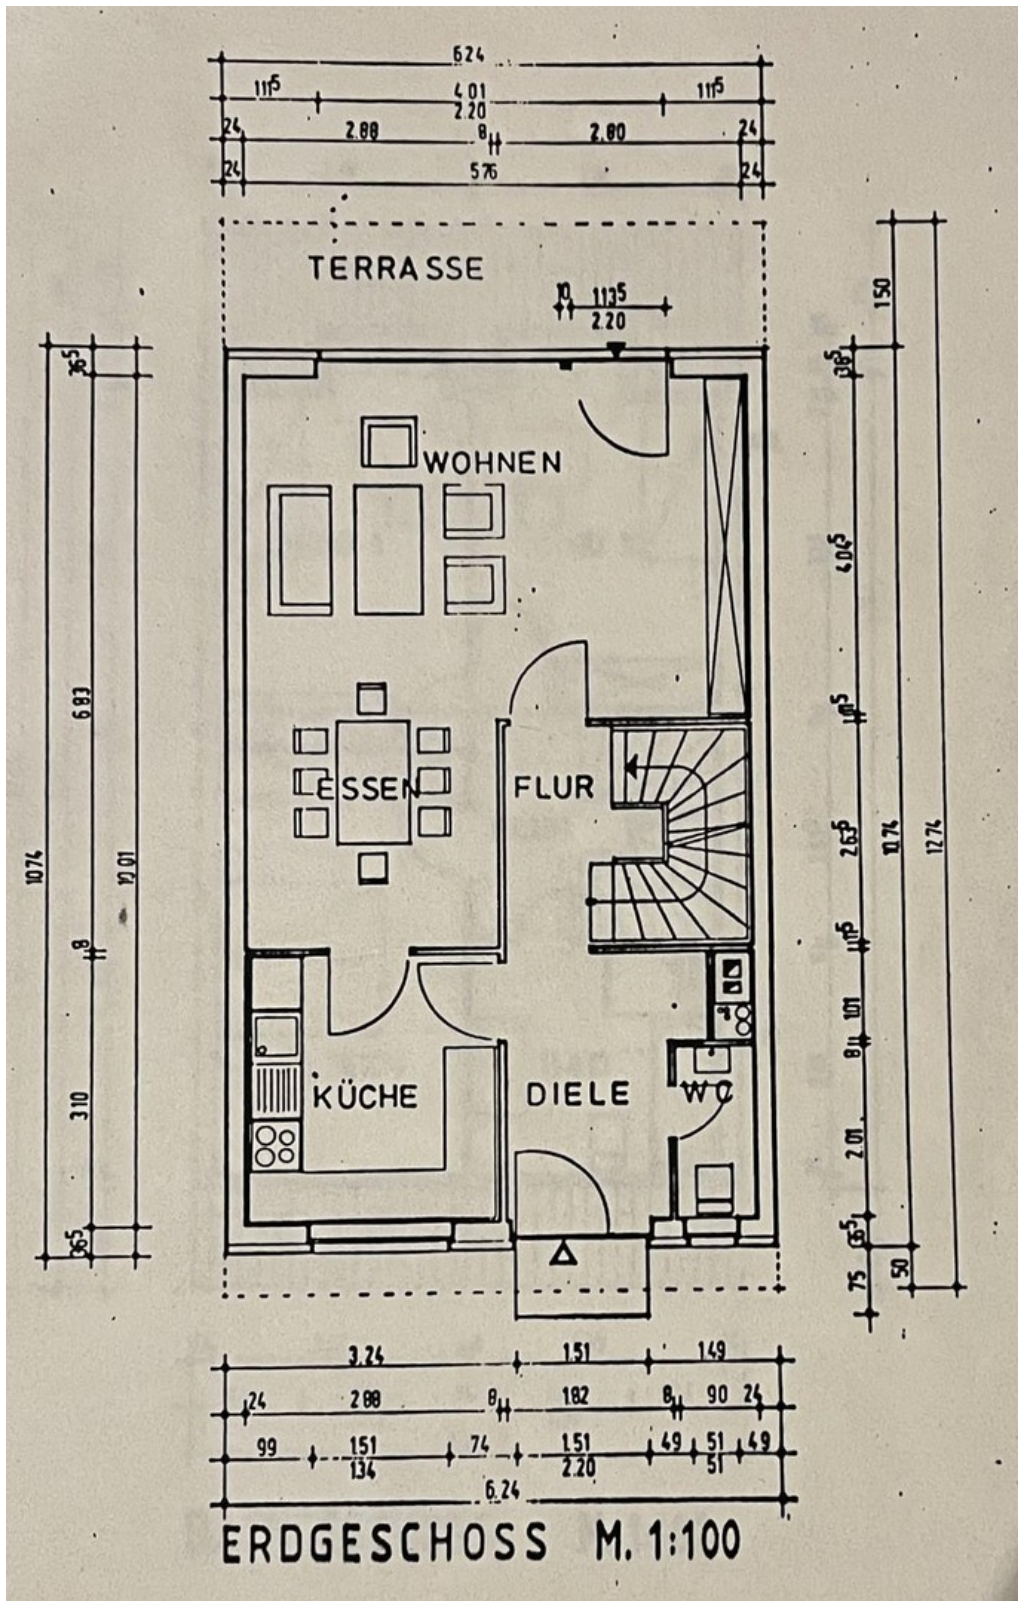 6.24
11⁵ 4.01 11⁵
2.20
24 2.88 8 2.80 24
24 5.76 24
TERRASSE
10 1.13⁵
2.20
1.50
36⁵ 38⁵
WOHNEN
4.04⁵
6.83
11⁵
ESSEN FLUR
10.74 10.01 2.63⁵ 10.74 12.74
8 11⁵
1.01
8
3.10 KÜCHE DIELE WC
2.01
36⁵ 36⁵
75 50
3.24 1.51 1.49
24 2.88 8 1.82 8 90 24
99 1.51 74 1.51 49 51 49
1.34 2.20 51
6.24
ERDGESCHOSS M. 1:100